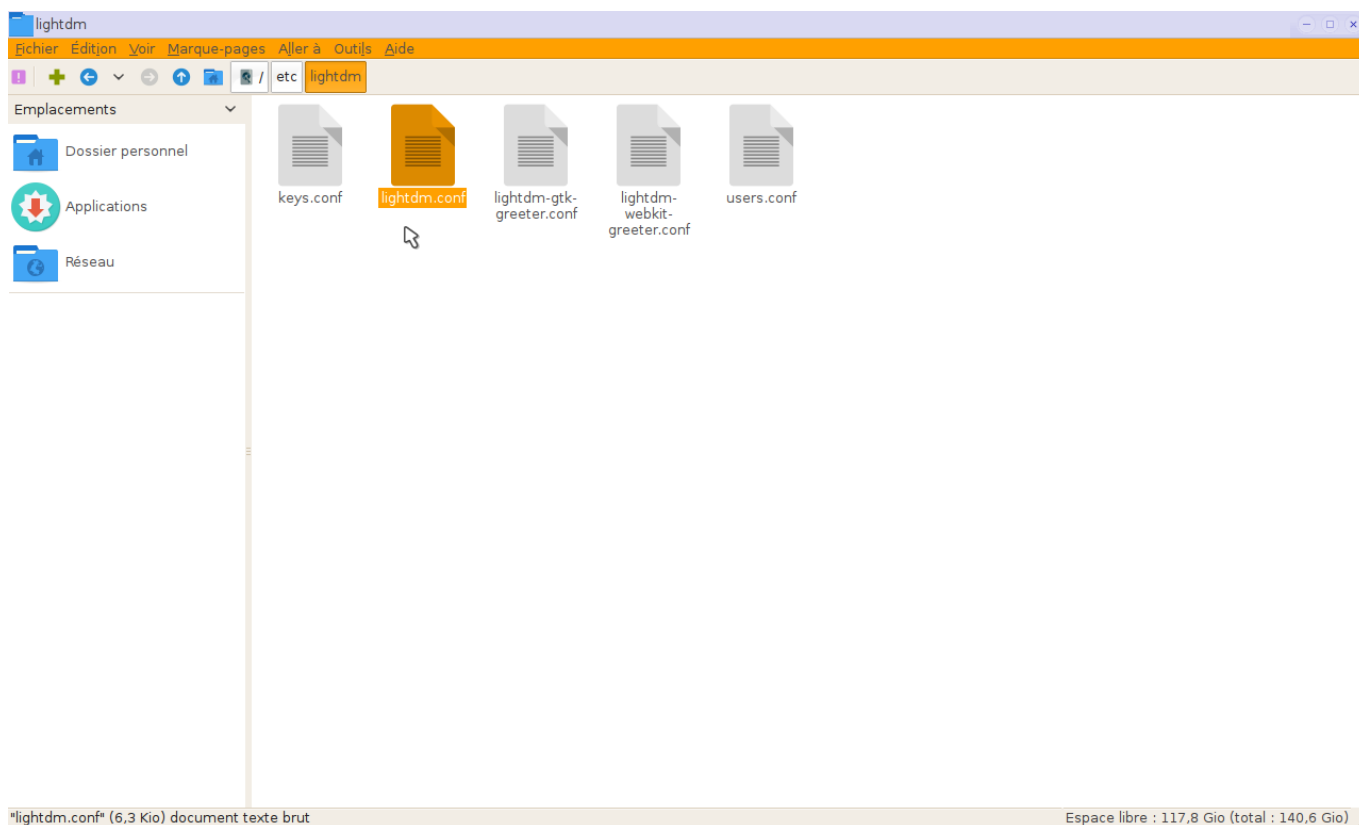 lightdm
Fichier Édition Voir Marque-pages Aller à Outils Aide
/ etc lightdm
Emplacements
Dossier personnel
Applications
Réseau
keys.conf
lightdm.conf
lightdm-gtk-
greeter.conf
lightdm-
webkit-
greeter.conf
users.conf
"lightdm.conf" (6,3 Kio) document texte brut
Espace libre : 117,8 Gio (total : 140,6 Gio)